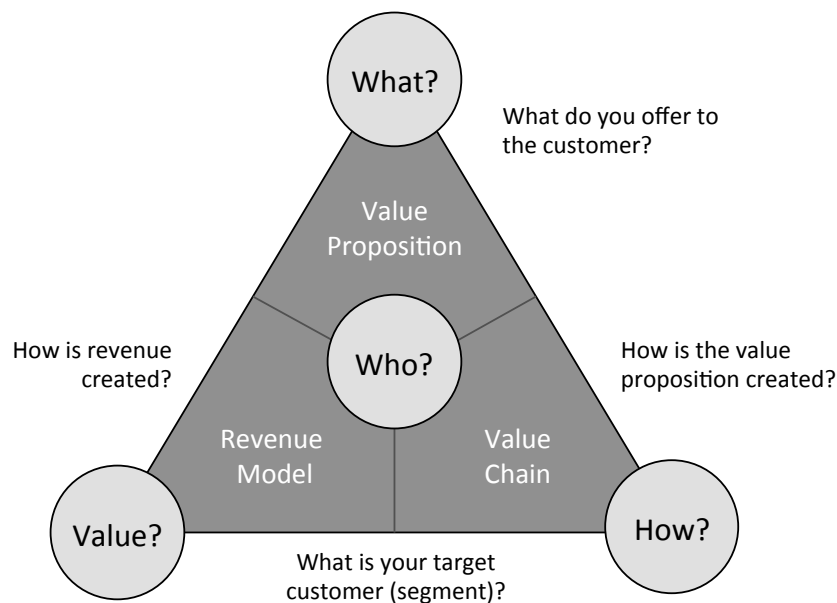 What?
What do you offer to
the customer?
Value
Proposition
How is revenue
created?
Who?
How is the value
proposition created?
Revenue
Model
Value
Chain
Value?
How?
What is your target
customer (segment)?